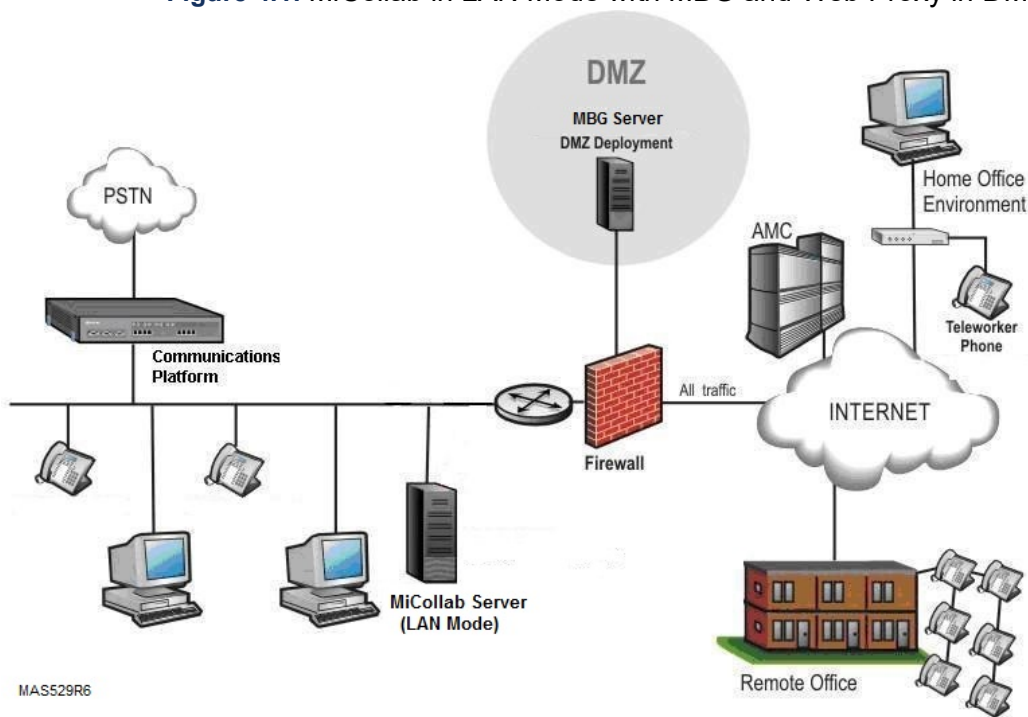 MiCollab in LAN Mode with MBG and Web Proxy in
DMZ
MBG Server
DMZ Deployment
PSTN
Home Office
Environment
AMC
Teleworker
Phone
Communications
Platform
All traffic
INTERNET
Firewall
MiCollab Server
(LAN Mode)
Remote Office
MAS529R6